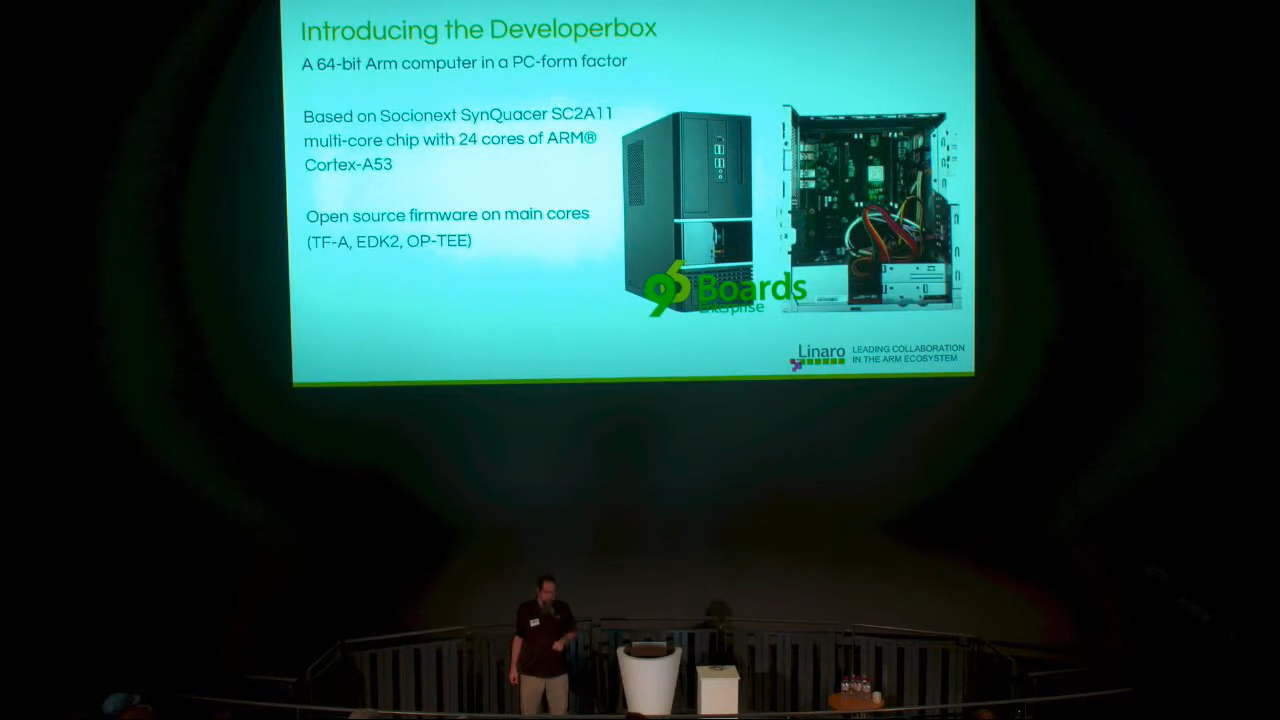 Introducing the Developerbox
A 64-bit Arm computer in a PC-form factor
Based on Socionext SynQuacer SC2A11
multi-core chip with 24 cores of ARM®
Cortex-A53
Open source firmware on main cores
(TF-A, EDK2, OP-TEE)
96Boards
Enterprise
Linaro
LEADING COLLABORATION
IN THE ARM ECOSYSTEM